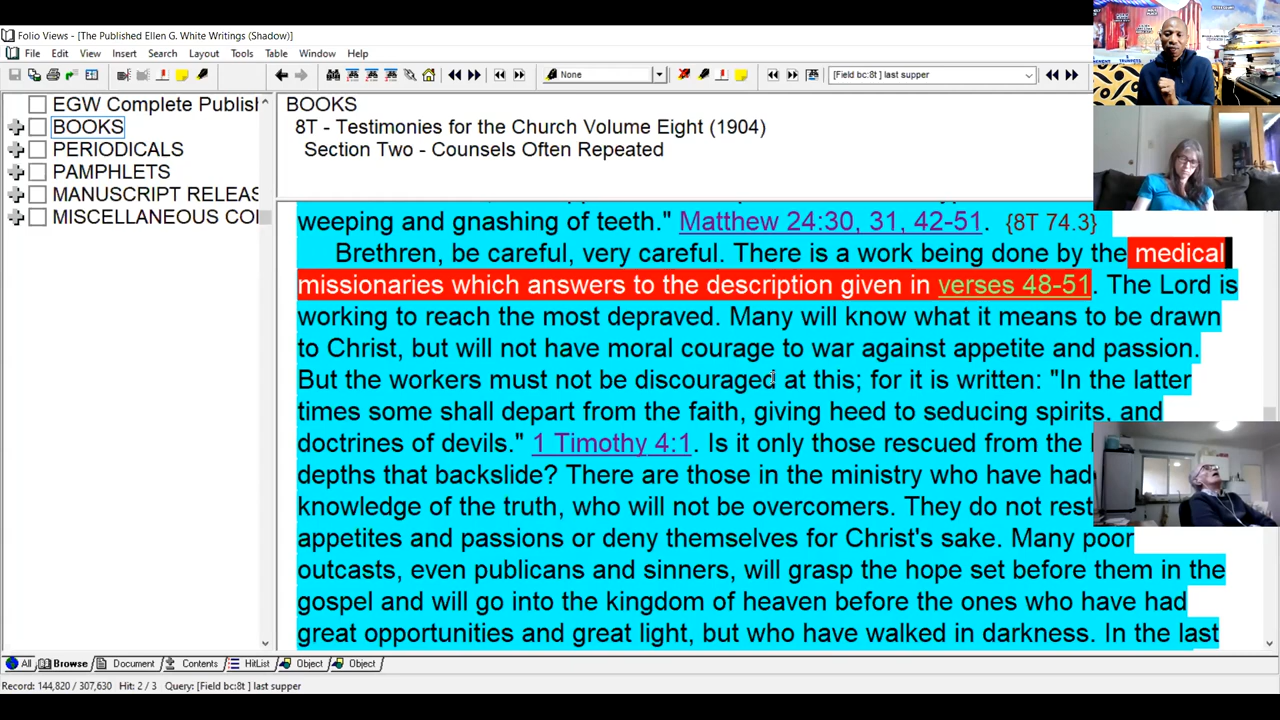 Folio Views - [The Published Ellen G. White Writings (Shadow)]
File Edit View Insert Search Layout Tools Table Window Help
None
[Field bc:8t ] last supper
EGW Complete Publis
BOOKS
PERIODICALS
PAMPHLETS
MANUSCRIPT RELEAS
MISCELLANEOUS CO
BOOKS
8T - Testimonies for the Church Volume Eight (1904)
Section Two - Counsels Often Repeated
weeping and gnashing of teeth." Matthew 24:30, 31, 42-51. {8T 74.3}
Brethren, be careful, very careful. There is a work being done by the medical
missionaries which answers to the description given in verses 48-51. The Lord is
working to reach the most depraved. Many will know what it means to be drawn
to Christ, but will not have moral courage to war against appetite and passion.
But the workers must not be discouraged at this; for it is written: "In the latter
times some shall depart from the faith, giving heed to seducing spirits, and
doctrines of devils." 1 Timothy 4:1. Is it only those rescued from the
depths that backslide? There are those in the ministry who have had
knowledge of the truth, who will not be overcomers. They do not rest
appetites and passions or deny themselves for Christ's sake. Many poor
outcasts, even publicans and sinners, will grasp the hope set before them in the
gospel and will go into the kingdom of heaven before the ones who have had
great opportunities and great light, but who have walked in darkness. In the last
All Browse Document Contents HitList Object Object
Record: 144,820 / 307,630 Hit: 2 / 3 Query: [Field bc:8t ] last supper